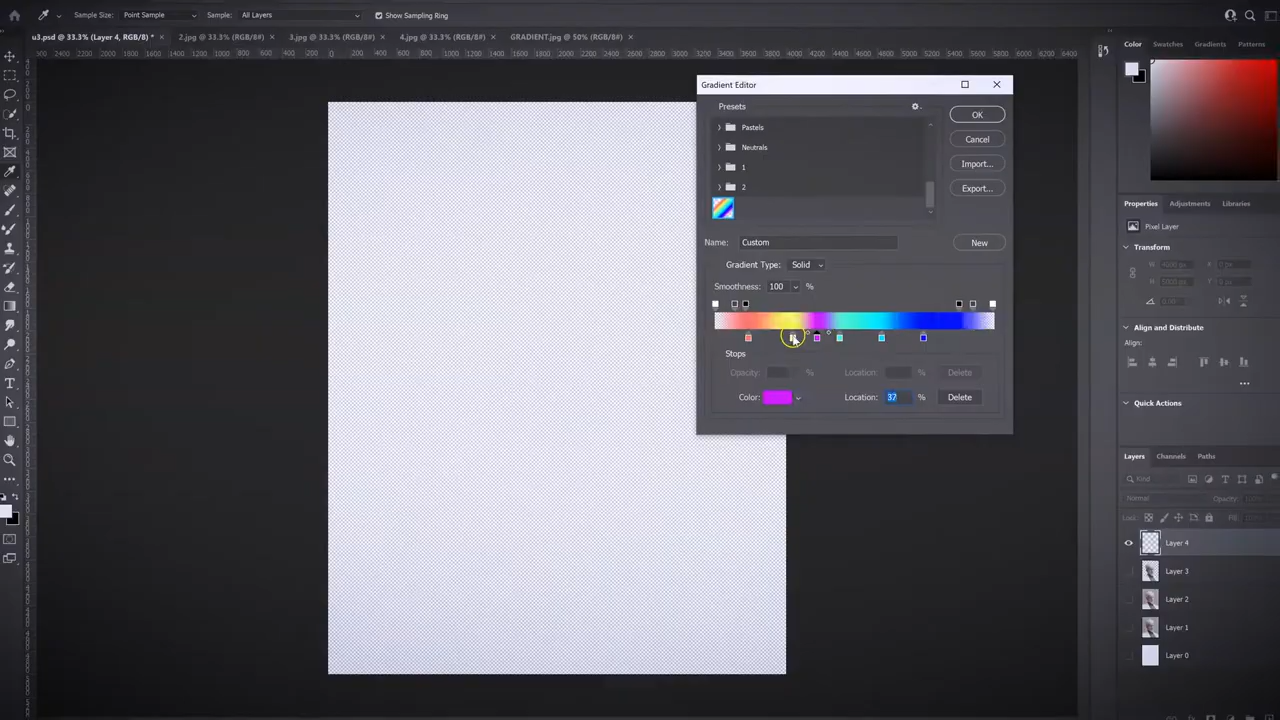 Sample Size: Point Sample Sample: All Layers Show Sampling Ring
u3.psd @ 33.3% (Layer 4, RGB/8) * × 2.jpg @ 33.3% (RGB/8#) × 3.jpg @ 33.3% (RGB/8#) × 4.jpg @ 33.3% (RGB/8#) × GRADIENT.jpg @ 50% (RGB/8#) ×
Color Swatches Gradients Patterns
Gradient Editor
Presets
Pastels
Neutrals
1
2
OK
Cancel
Import...
Export...
Name: Custom New
Gradient Type: Solid
Smoothness: 100 %
Stops
Opacity: % Location: % Delete
Color: Location: 37 % Delete
Properties Adjustments Libraries
Pixel Layer
Transform
Align and Distribute
Align:
Quick Actions
Layers Channels Paths
Kind
Normal Opacity:
Lock: Fill:
Layer 4
Layer 3
Layer 2
Layer 1
Layer 0